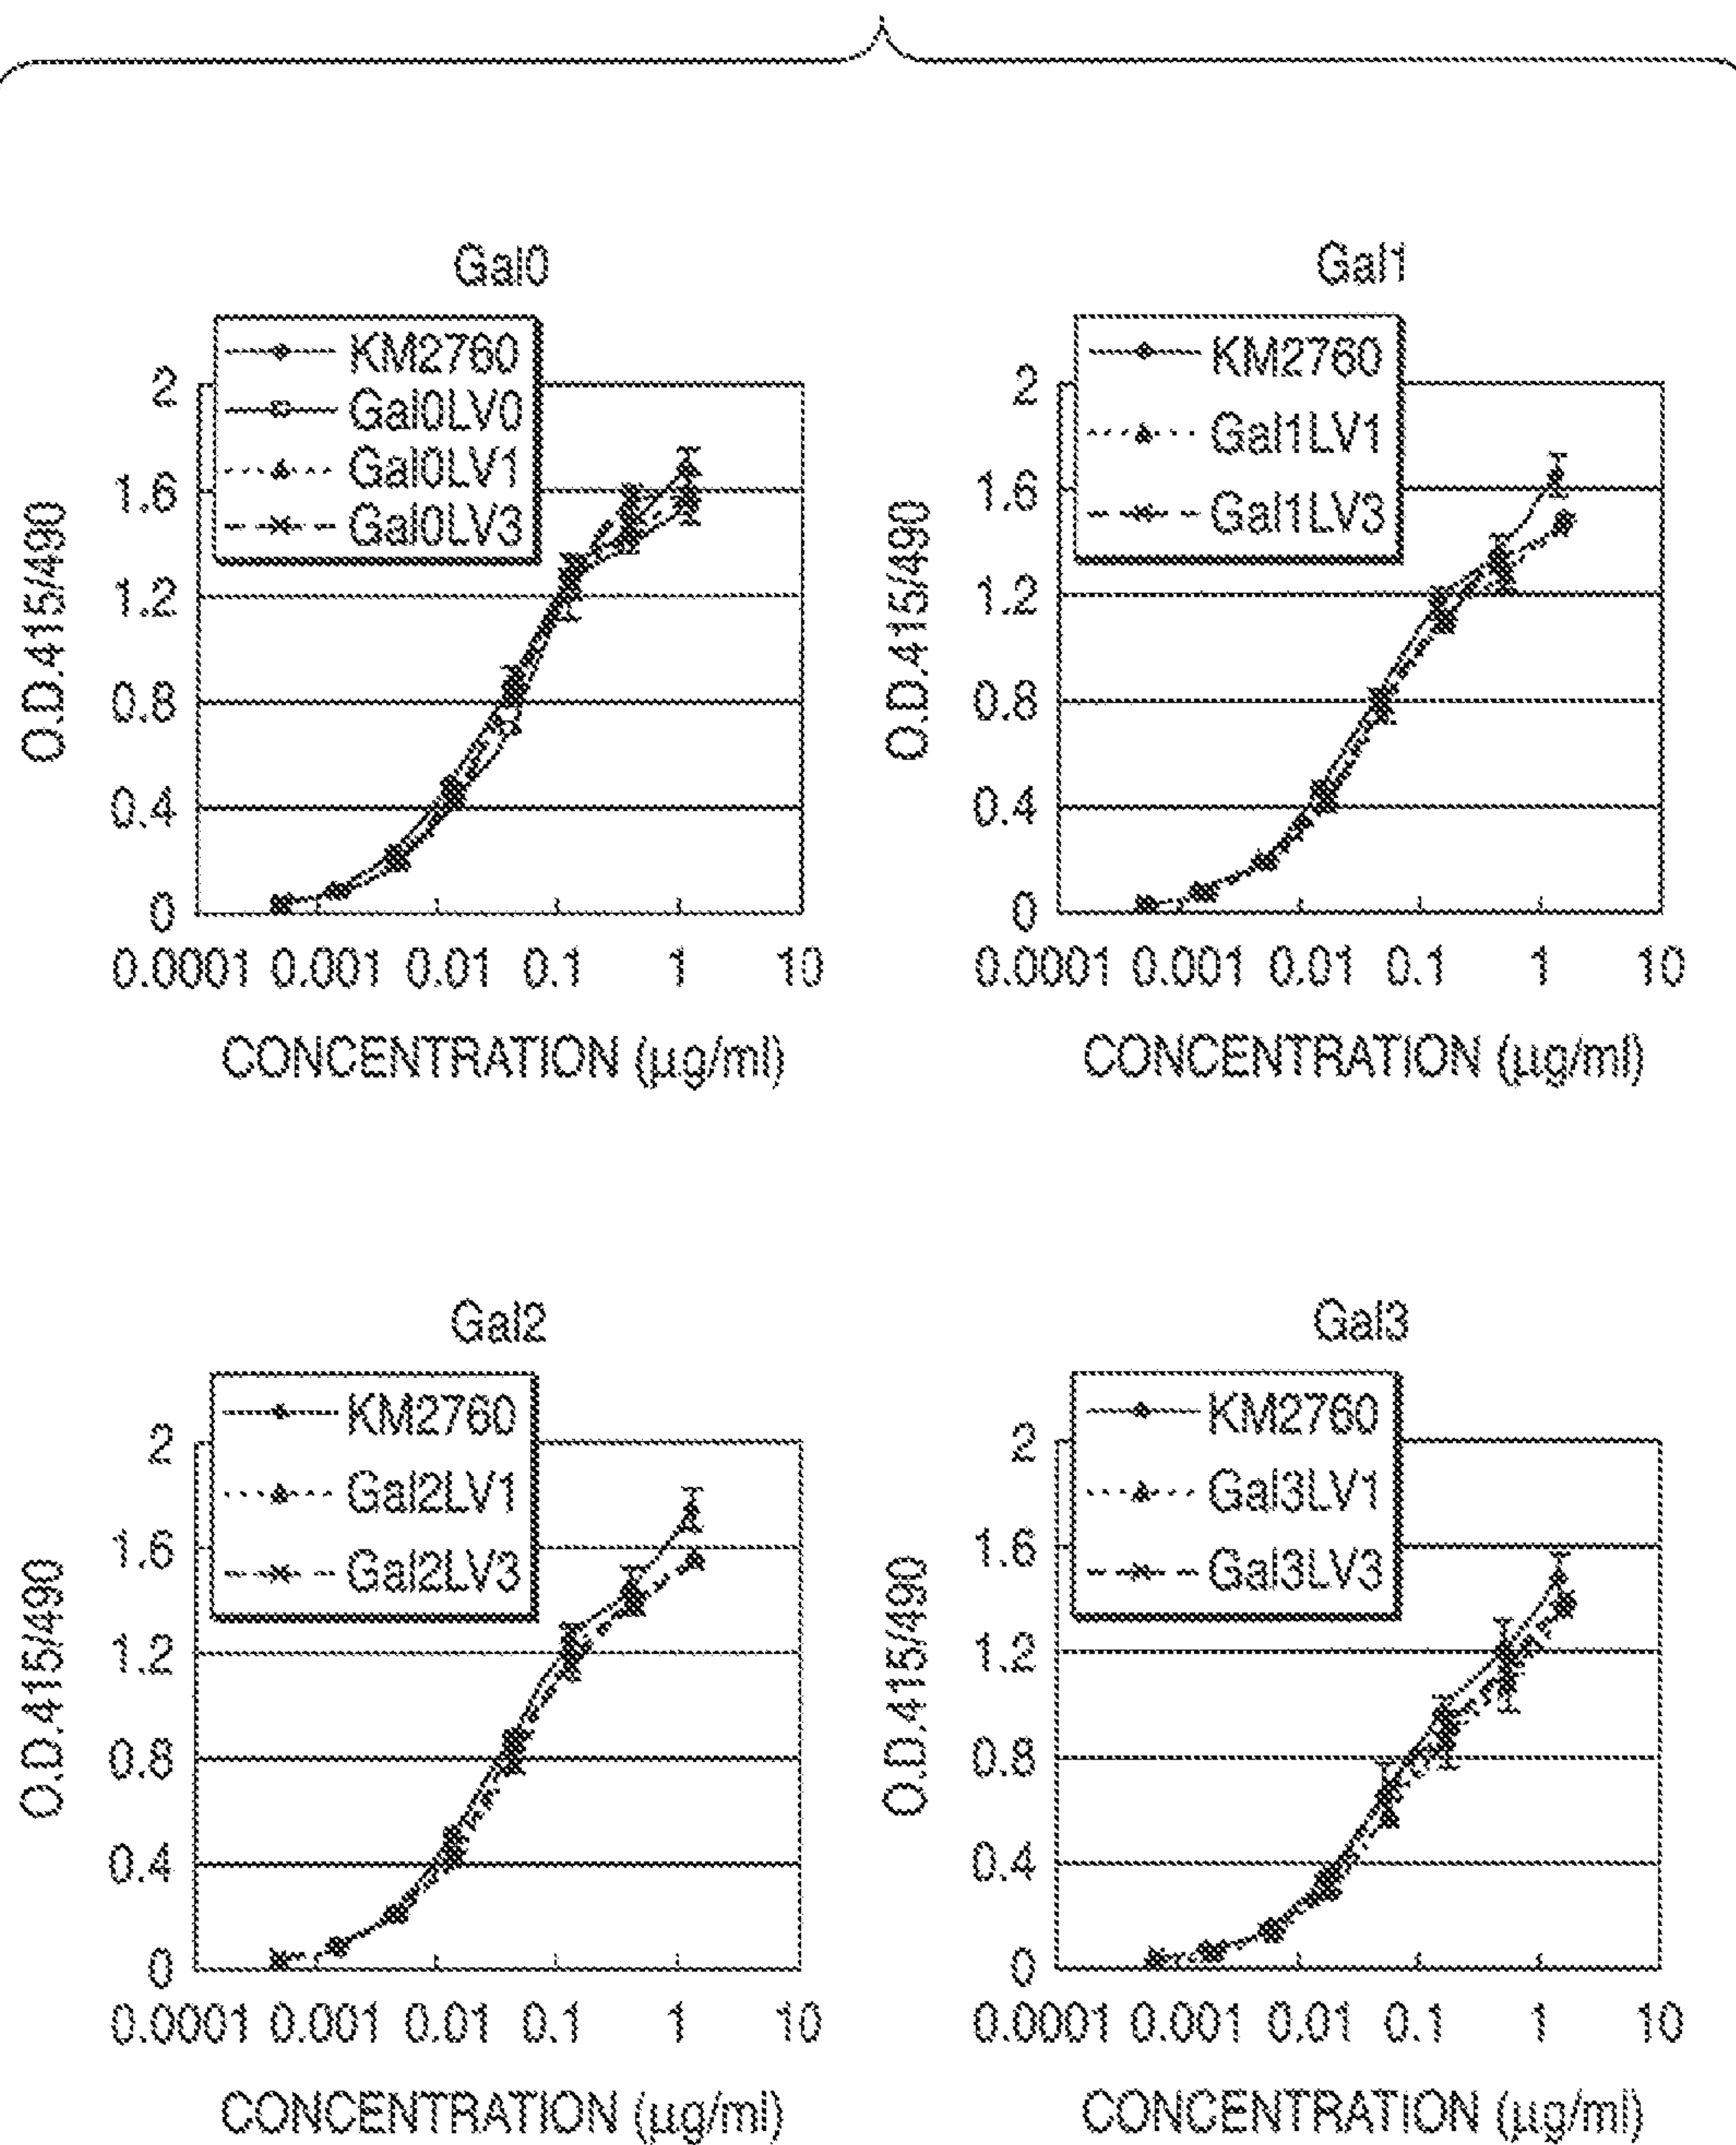 Gal0
KM2760
Gal0LV0
Gal0LV1
Gal0LV3
O.D.415/490
2
1.6
1.2
0.8
0.4
0
0.0001 0.001 0.01 0.1 1 10
CONCENTRATION (μg/ml)
Gal1
KM2760
Gal1LV1
Gal1LV3
O.D.415/490
2
1.6
1.2
0.8
0.4
0
0.0001 0.001 0.01 0.1 1 10
CONCENTRATION (μg/ml)
Gal2
KM2760
Gal2LV1
Gal2LV3
O.D.415/490
2
1.6
1.2
0.8
0.4
0
0.0001 0.001 0.01 0.1 1 10
CONCENTRATION (μg/ml)
Gal3
KM2760
Gal3LV1
Gal3LV3
O.D.415/490
2
1.6
1.2
0.8
0.4
0
0.0001 0.001 0.01 0.1 1 10
CONCENTRATION (μg/ml)